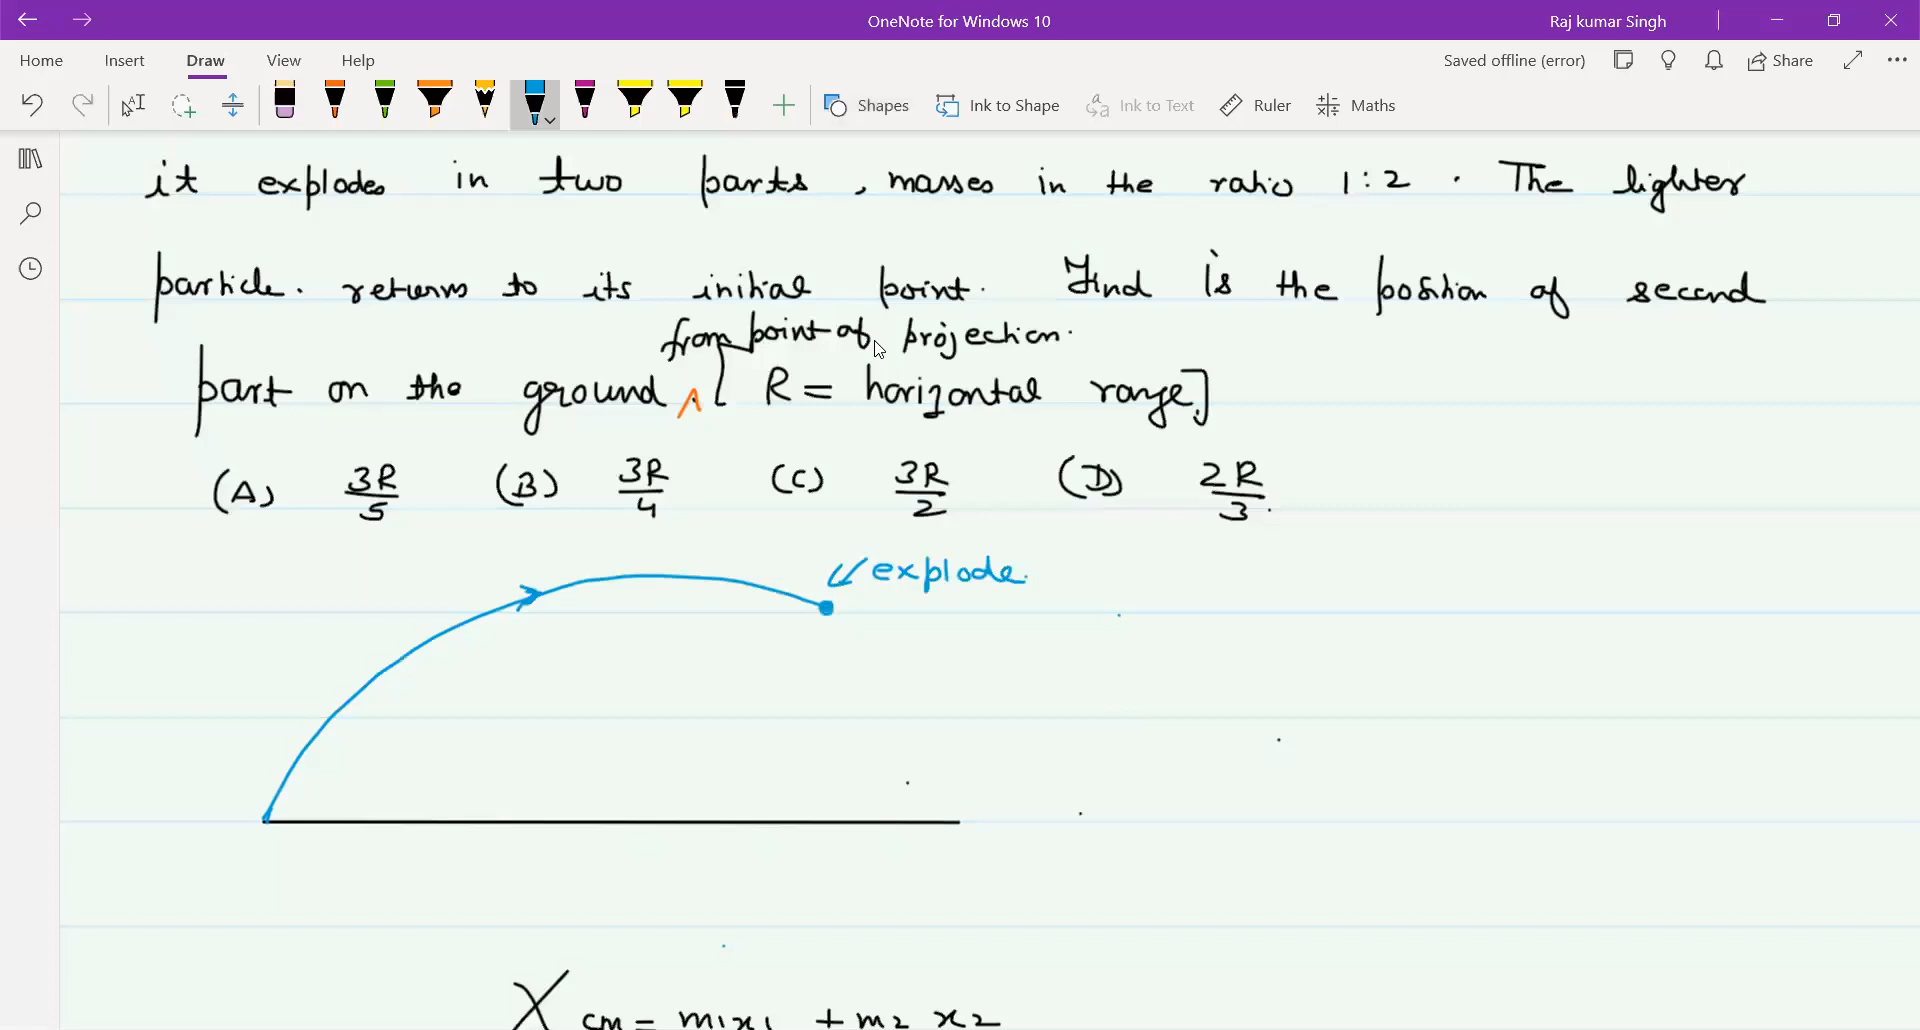 OneNote for Windows 10
Raj kumar Singh
Home Insert Draw View Help
Saved offline (error) Share
Shapes Ink to Shape Ink to Text Ruler Maths
it explodes in two parts, masses in the ratio 1:2. The lighter
particle. returns to its initial point. Find is the position of second
from point of projection.
part on the ground ^ [ R = horizontal range]
(A) 3R/5 (B) 3R/4 (C) 3R/2 (D) 2R/3.
explode.
Xcm = m1x1 + m2 x2